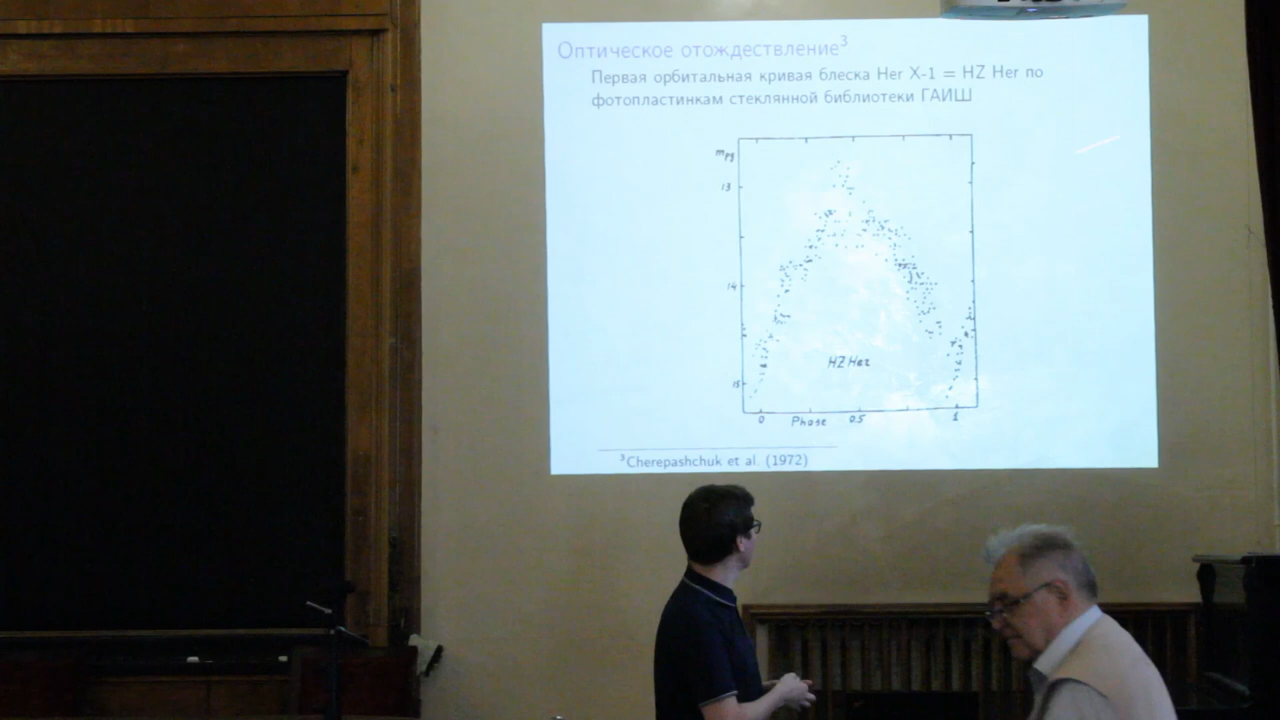 Оптическое отождествление³
Первая орбитальная кривая блеска Her X-1 = HZ Her по
фотопластинкам стеклянной библиотеки ГАИШ
mpg
13
14
15
HZ Her
0 Phase 0.5 1
³Cherepashchuk et al. (1972)